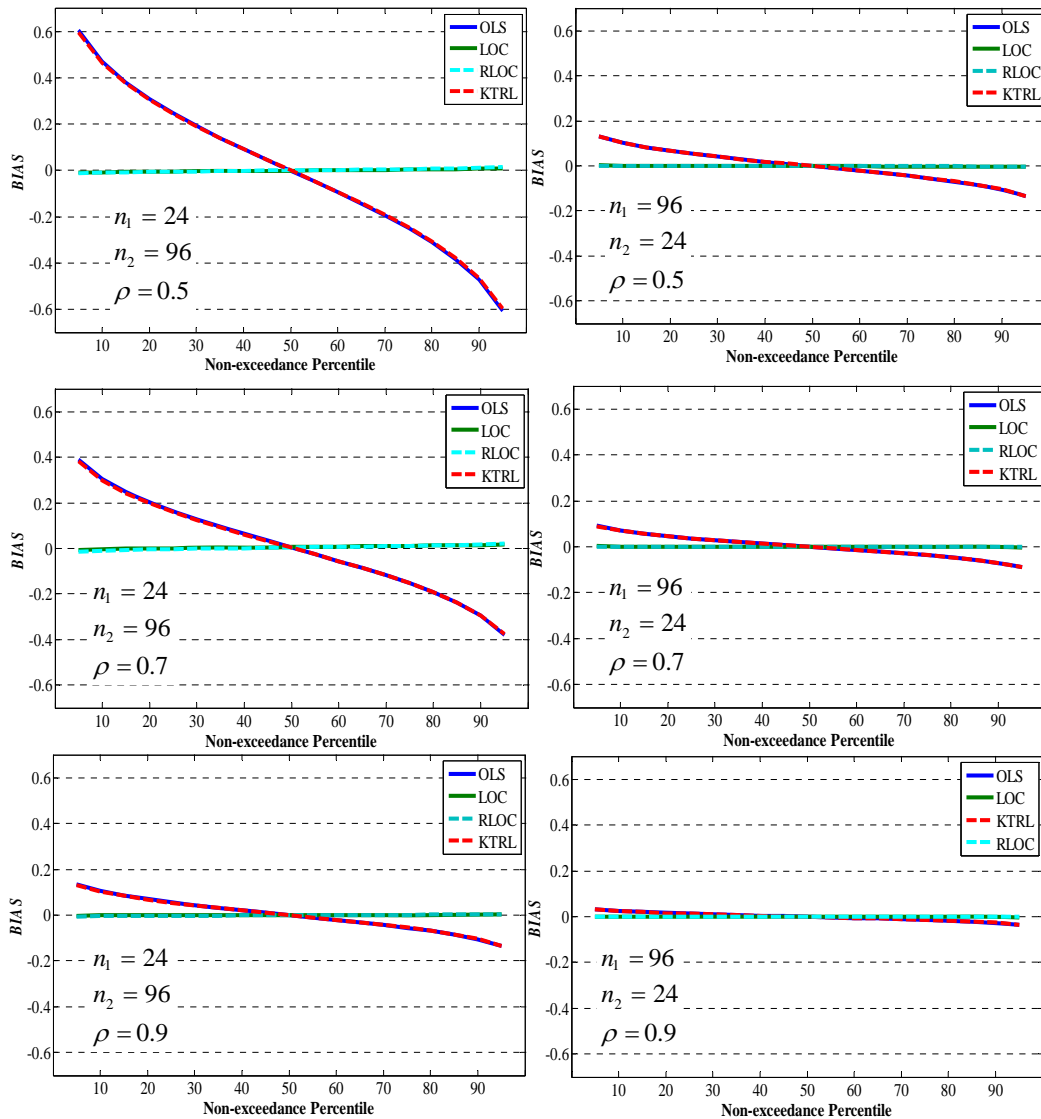 0.6
0.4
0.2
0
-0.2
-0.4
-0.6
BIAS
OLS
LOC
RLOC
KTRL
n₁ = 24
n₂ = 96
ρ = 0.5
10 20 30 40 50 60 70 80 90
Non-exceedance Percentile
0.6
0.4
0.2
0
-0.2
-0.4
-0.6
BIAS
OLS
LOC
RLOC
KTRL
n₁ = 96
n₂ = 24
ρ = 0.5
10 20 30 40 50 60 70 80 90
Non-exceedance Percentile
0.6
0.4
0.2
0
-0.2
-0.4
-0.6
BIAS
OLS
LOC
RLOC
KTRL
n₁ = 24
n₂ = 96
ρ = 0.7
10 20 30 40 50 60 70 80 90
Non-exceedance Percentile
0.6
0.4
0.2
0
-0.2
-0.4
-0.6
BIAS
OLS
LOC
RLOC
KTRL
n₁ = 96
n₂ = 24
ρ = 0.7
10 20 30 40 50 60 70 80 90
Non-exceedance Percentile
0.6
0.4
0.2
0
-0.2
-0.4
-0.6
BIAS
OLS
LOC
RLOC
KTRL
n₁ = 24
n₂ = 96
ρ = 0.9
10 20 30 40 50 60 70 80 90
Non-exceedance Percentile
0.6
0.4
0.2
0
-0.2
-0.4
-0.6
BIAS
OLS
LOC
KTRL
RLOC
n₁ = 96
n₂ = 24
ρ = 0.9
10 20 30 40 50 60 70 80 90
Non-exceedance Percentile